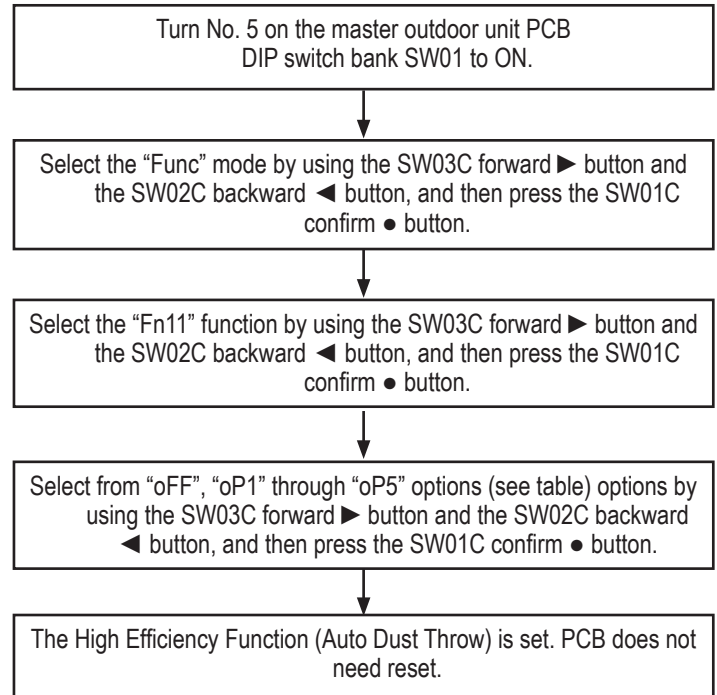 Turn No. 5 on the master outdoor unit PCB
DIP switch bank SW01 to ON.
Select the “Func” mode by using the SW03C forward ► button and
the SW02C backward ◄ button, and then press the SW01C
confirm ● button.
Select the “Fn11” function by using the SW03C forward ► button and
the SW02C backward ◄ button, and then press the SW01C
confirm ● button.
Select from “oFF”, “oP1” through “oP5” options (see table) options by
using the SW03C forward ► button and the SW02C backward
◄ button, and then press the SW01C confirm ● button.
The High Efficiency Function (Auto Dust Throw) is set. PCB does not
need reset.